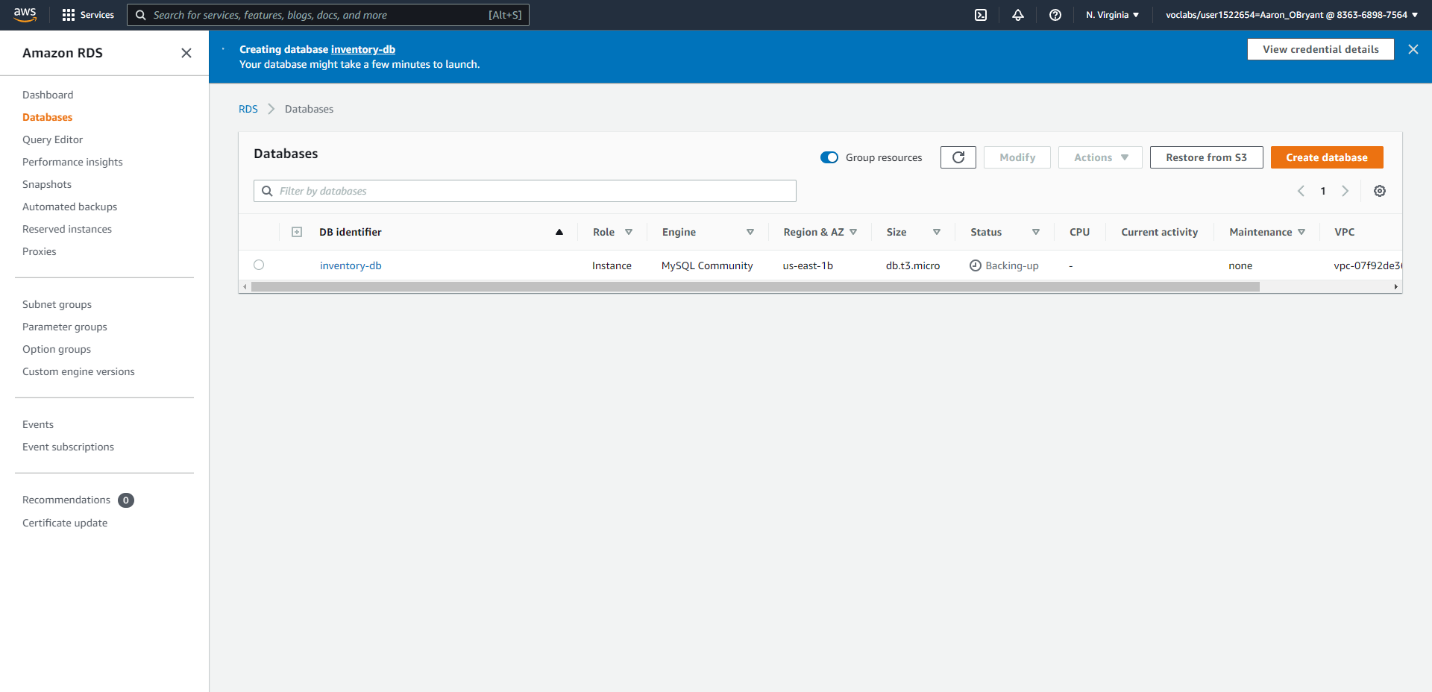 aws Services Search for services, features, blogs, docs, and more [Alt+S] N. Virginia voclabs/user1522654=Aaron_OBryant @ 8363-6898-7564
Amazon RDS
Creating database inventory-db
Your database might take a few minutes to launch.
View credential details
Dashboard
Databases
Query Editor
Performance insights
Snapshots
Automated backups
Reserved instances
Proxies
Subnet groups
Parameter groups
Option groups
Custom engine versions
Events
Event subscriptions
Recommendations 0
Certificate update
RDS Databases
Databases
Group resources Modify Actions Restore from S3 Create database
Filter by databases
1
DB identifier Role Engine Region & AZ Size Status CPU Current activity Maintenance VPC
inventory-db Instance MySQL Community us-east-1b db.t3.micro Backing-up - none